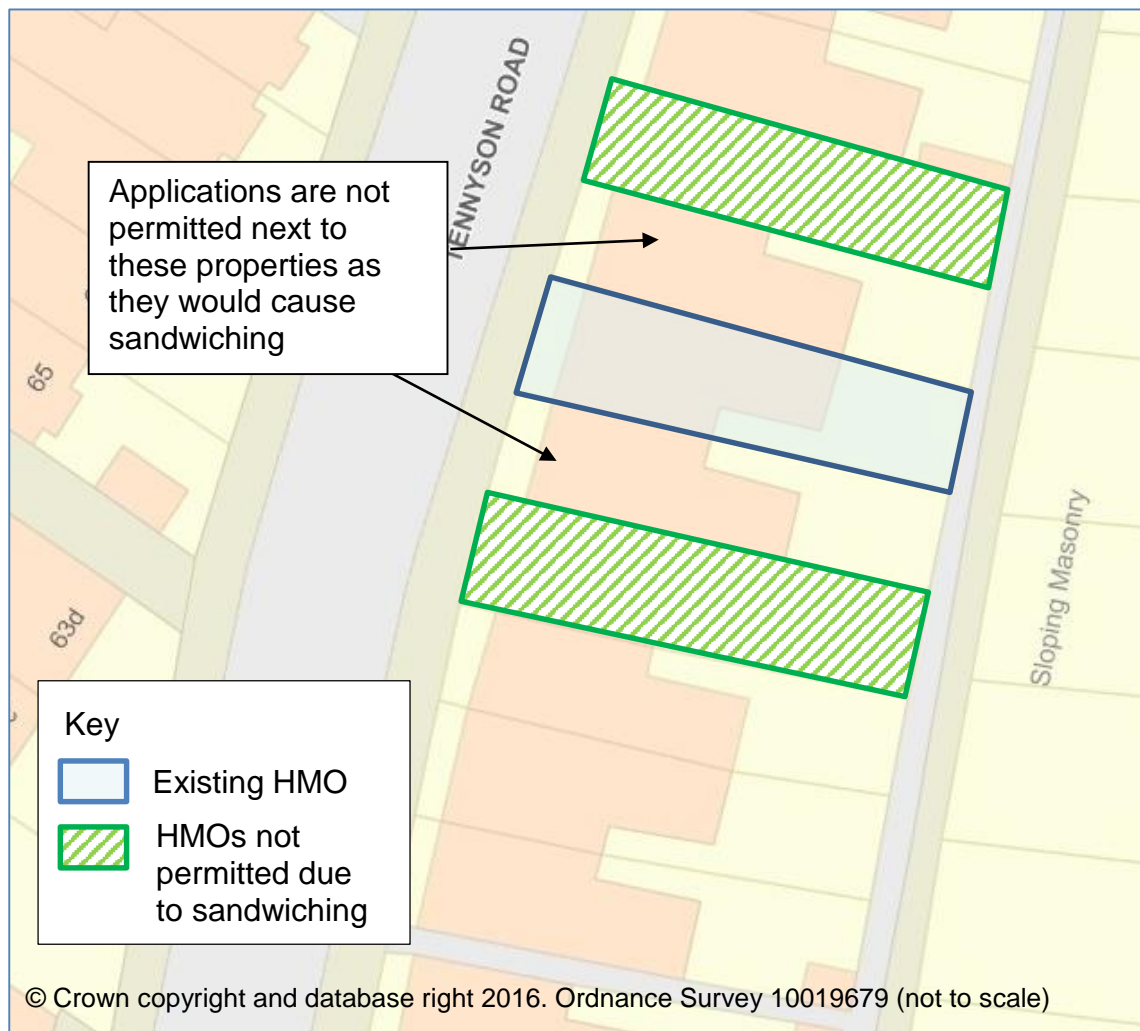 TENNYSON ROAD
Applications are not
permitted next to
these properties as
they would cause
sandwiching
65
63d
Sloping Masonry
Key
Existing HMO
HMOs not
permitted due
to sandwiching
© Crown copyright and database right 2016. Ordnance Survey 10019679 (not to scale)